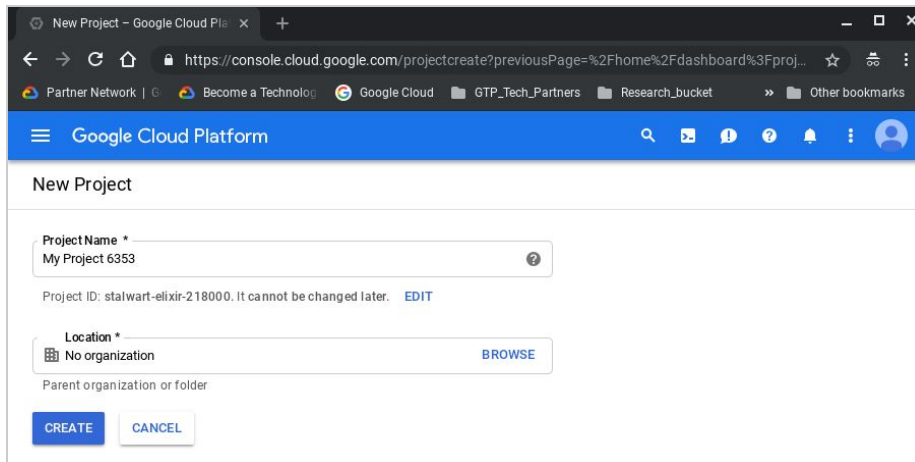 New Project – Google Cloud Pla
https://console.cloud.google.com/projectcreate?previousPage=%2Fhome%2Fdashboard%3Fproj...
Partner Network | G Become a Technolog Google Cloud GTP_Tech_Partners Research_bucket » Other bookmarks
Google Cloud Platform
New Project
Project Name *
My Project 6353
Project ID: stalwart-elixir-218000. It cannot be changed later. EDIT
Location *
No organization BROWSE
Parent organization or folder
CREATE CANCEL